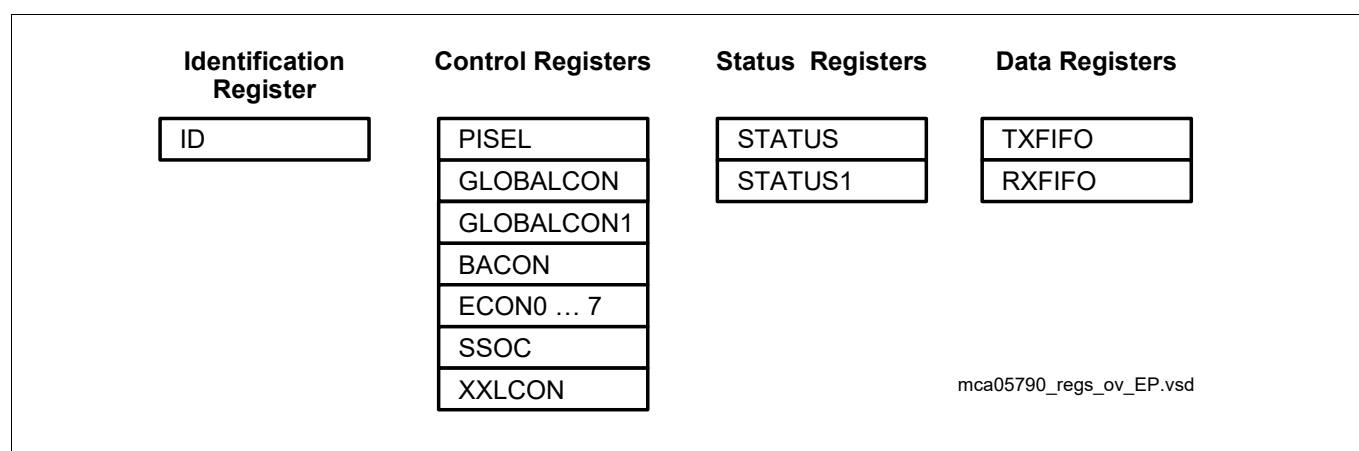 Identification Register
Control Registers
Status Registers
Data Registers
ID
PISEL
GLOBALCON
GLOBALCON1
BACON
ECON0 … 7
SSOC
XXLCON
STATUS
STATUS1
TXFIFO
RXFIFO
mca05790_regs_ov_EP.vsd